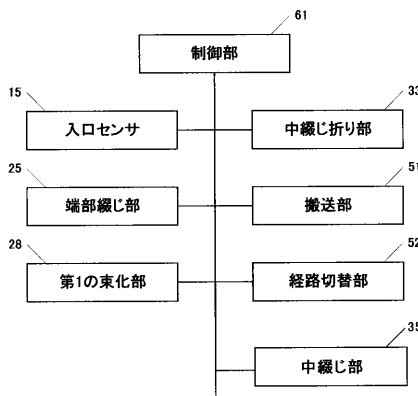 61
制御部
15
入口センサ
33
中綴じ折り部
25
端部綴じ部
51
搬送部
28
第1の束化部
52
経路切替部
35
中綴じ部